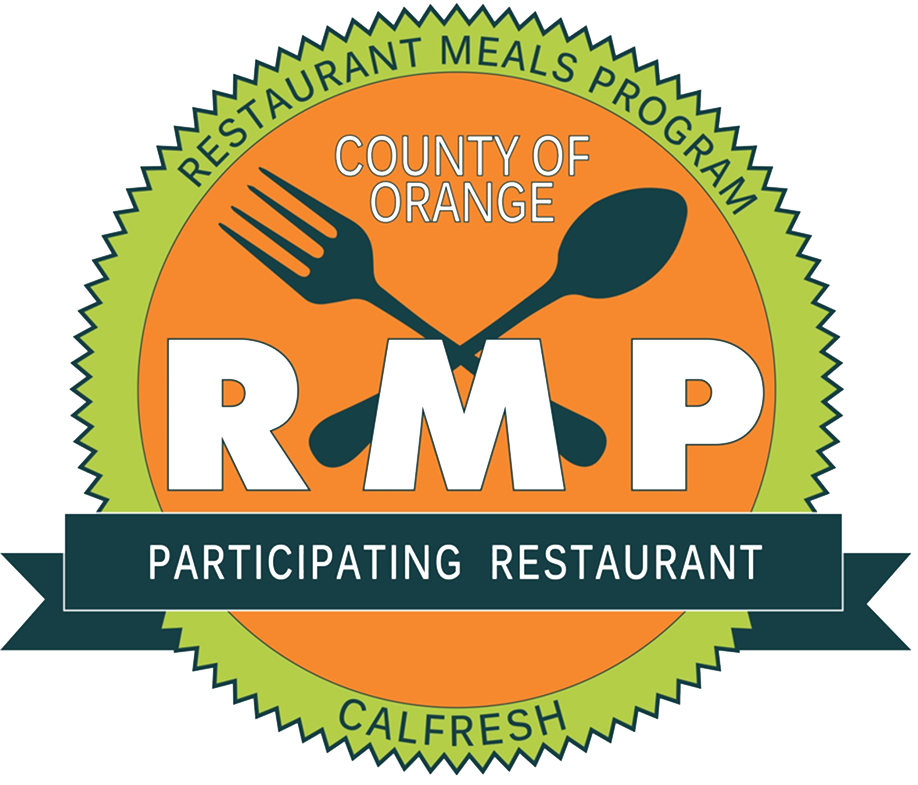 RESTAURANT MEALS PROGRAM
COUNTY OF
ORANGE
RMP
PARTICIPATING RESTAURANT
CALFRESH